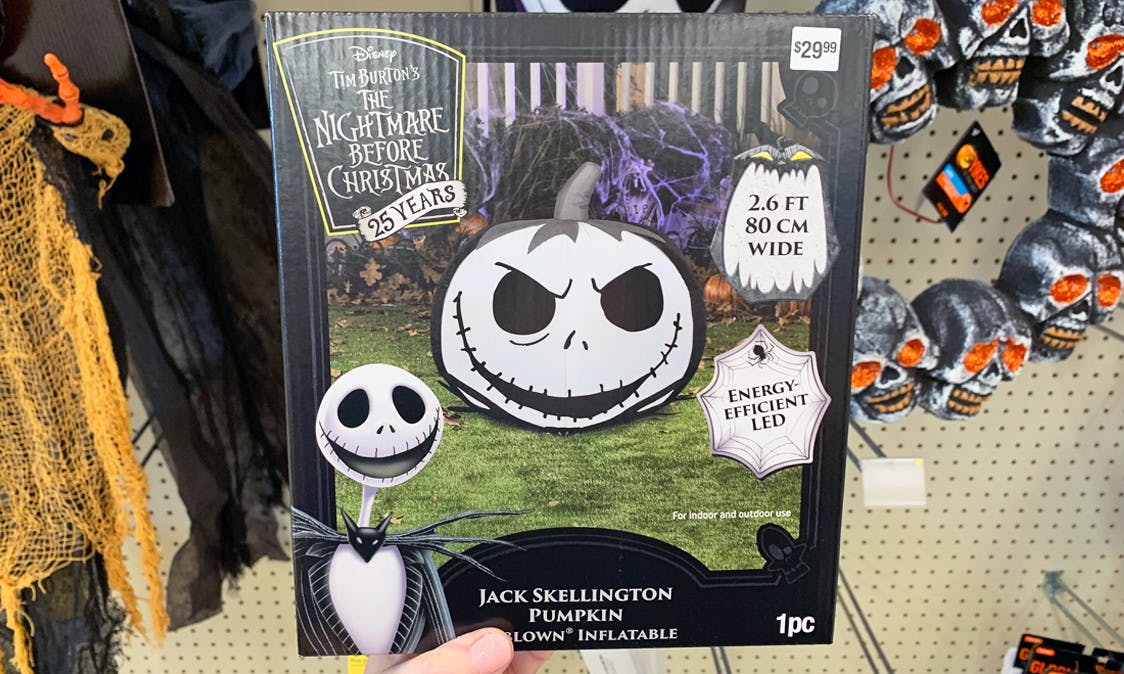 $29.99
Disney
TIM BURTON'S
THE
NIGHTMARE
BEFORE
CHRISTMAS
25 YEARS
2.6 FT
80 CM
WIDE
ENERGY-
EFFICIENT
LED
For indoor and outdoor use
JACK SKELLINGTON
PUMPKIN
BLOWN® INFLATABLE
1pc